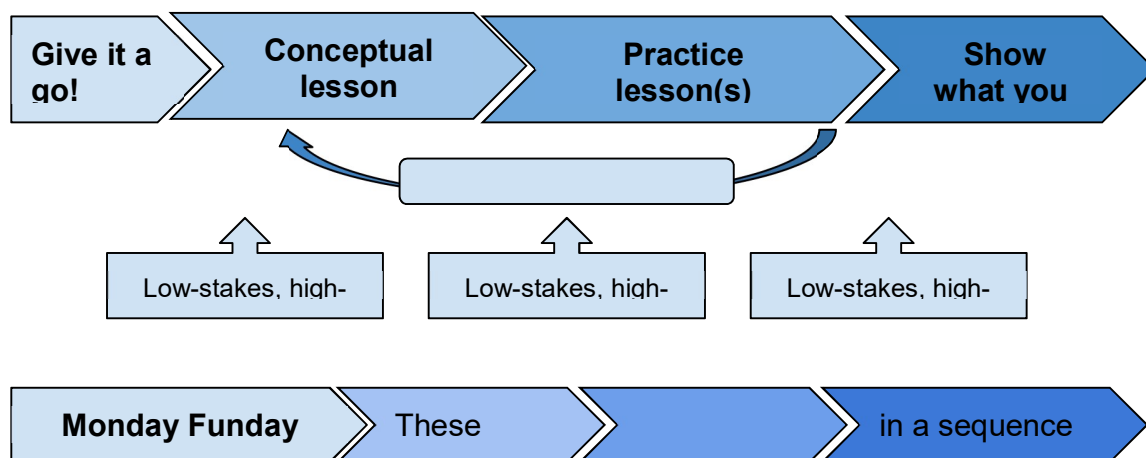 Give it a
go!
Conceptual
lesson
Practice
lesson(s)
Show
what you
Low-stakes, high-
Low-stakes, high-
Low-stakes, high-
Monday Funday
These
in a sequence